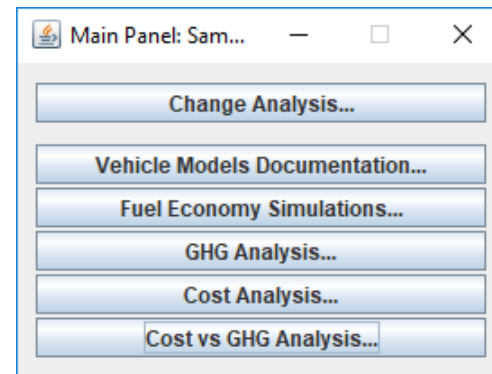 Main Panel: Sam...
Change Analysis...
Vehicle Models Documentation...
Fuel Economy Simulations...
GHG Analysis...
Cost Analysis...
Cost vs GHG Analysis...